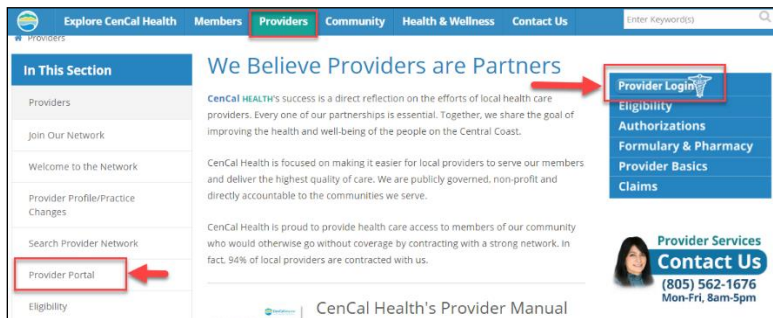 Explore CenCal Health Members Providers Community Health & Wellness Contact Us
Enter Keyword(s)
Providers
In This Section
Providers
Join Our Network
Welcome to the Network
Provider Profile/Practice
Changes
Search Provider Network
Provider Portal
Eligibility
We Believe Providers are Partners
CenCal HEALTH's success is a direct reflection on the efforts of local health care
providers. Every one of our partnerships is essential. Together, we share the goal of
improving the health and well-being of the people on the Central Coast.
CenCal Health is focused on making it easier for local providers to serve our members
and deliver the highest quality of care. We are publicly governed, non-profit and
directly accountable to the communities we serve.
CenCal Health is proud to provide health care access to members of our community
who would otherwise go without coverage by contracting with a strong network. In
fact, 94% of local providers are contracted with us.
CenCal Health's Provider Manual
Provider Login
Eligibility
Authorizations
Formulary & Pharmacy
Provider Basics
Claims
Provider Services
Contact Us
(805) 562-1676
Mon-Fri, 8am-5pm